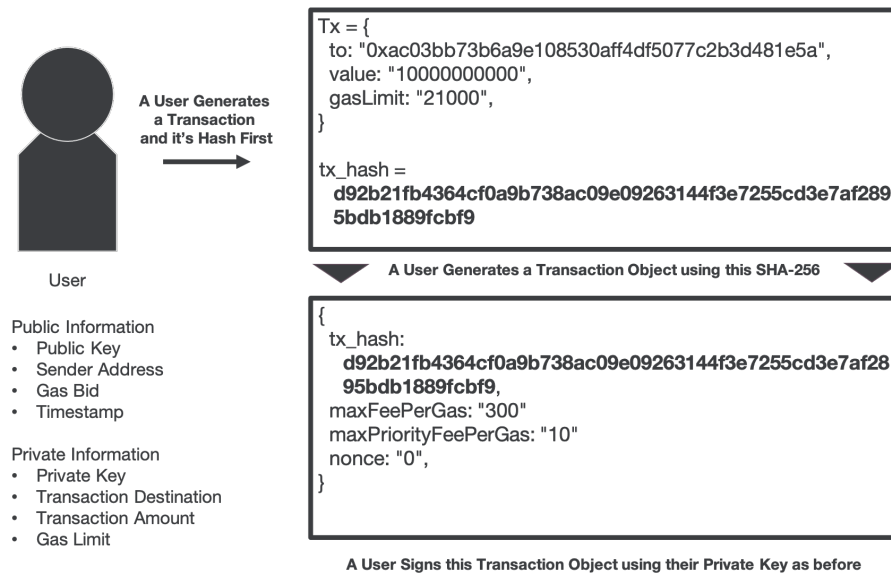 A User Generates
a Transaction
and it's Hash First
User
Public Information
• Public Key
• Sender Address
• Gas Bid
• Timestamp
Private Information
• Private Key
• Transaction Destination
• Transaction Amount
• Gas Limit
Tx = {
to: "0xac03bb73b6a9e108530aff4df5077c2b3d481e5a",
value: "10000000000",
gasLimit: "21000",
}
tx_hash =
d92b21fb4364cf0a9b738ac09e09263144f3e7255cd3e7af289
5bdb1889fcbf9
A User Generates a Transaction Object using this SHA-256
{
tx_hash:
d92b21fb4364cf0a9b738ac09e09263144f3e7255cd3e7af28
95bdb1889fcbf9,
maxFeePerGas: "300"
maxPriorityFeePerGas: "10"
nonce: "0",
}
A User Signs this Transaction Object using their Private Key as before